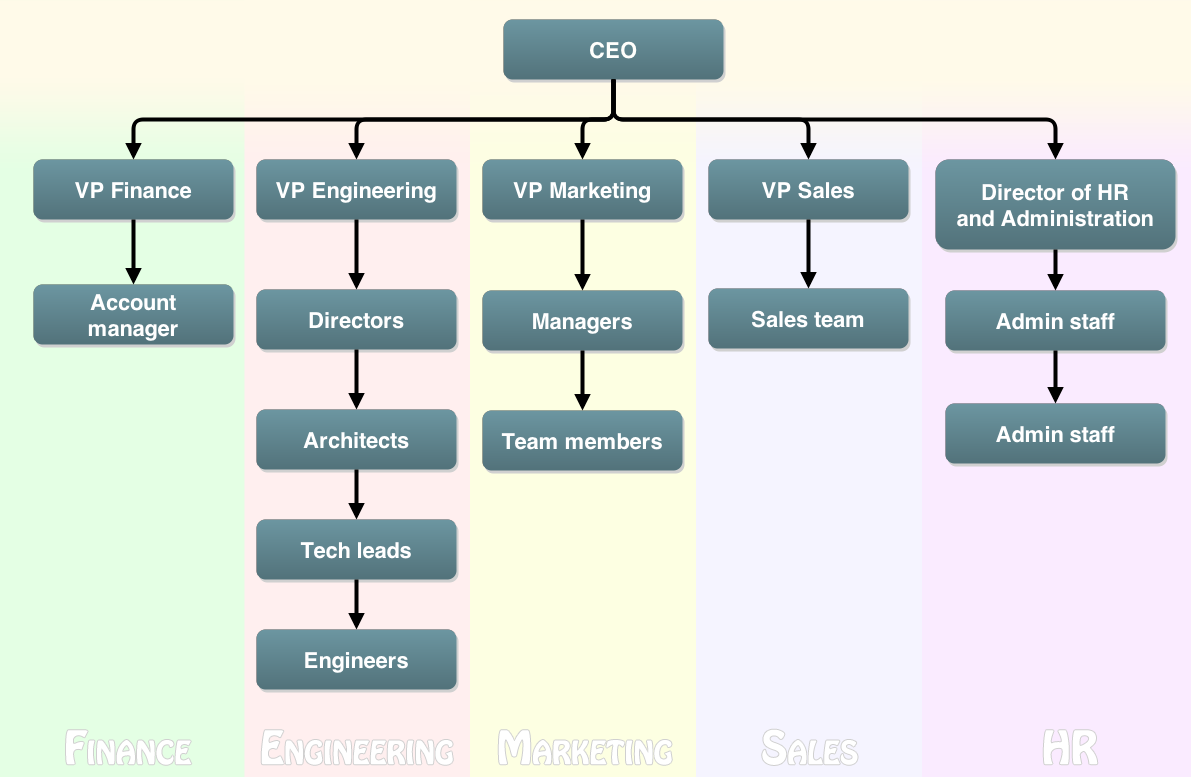 CEO
VP Finance
VP Engineering
VP Marketing
VP Sales
Director of HR
and Administration
Account
manager
Directors
Managers
Sales team
Admin staff
Architects
Team members
Admin staff
Tech leads
Engineers
FINANCE
ENGINEERING
MARKETING
SALES
HR